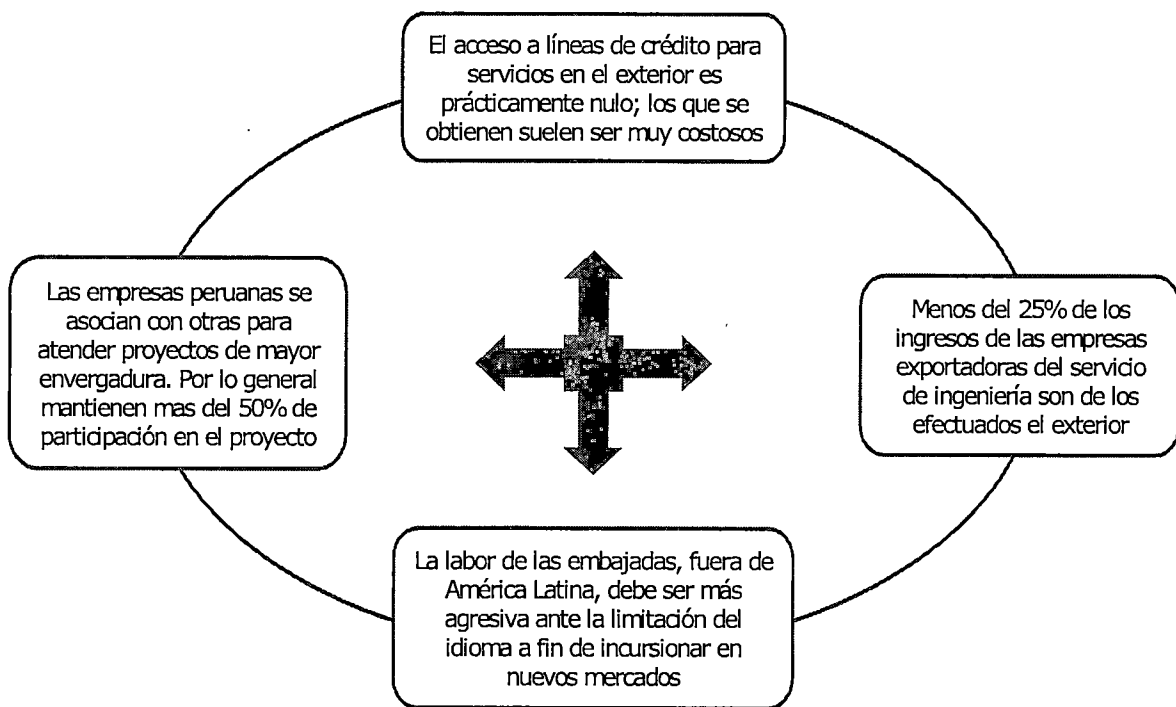 El acceso a líneas de crédito para
servicios en el exterior es
prácticamente nulo; los que se
obtienen suelen ser muy costosos
Las empresas peruanas se
asocian con otras para
atender proyectos de mayor
envergadura. Por lo general
mantienen mas del 50% de
participación en el proyecto
Menos del 25% de los
ingresos de las empresas
exportadoras del servicio
de ingeniería son de los
efectuados el exterior
La labor de las embajadas, fuera de
América Latina, debe ser más
agresiva ante la limitación del
idioma a fin de incursionar en
nuevos mercados